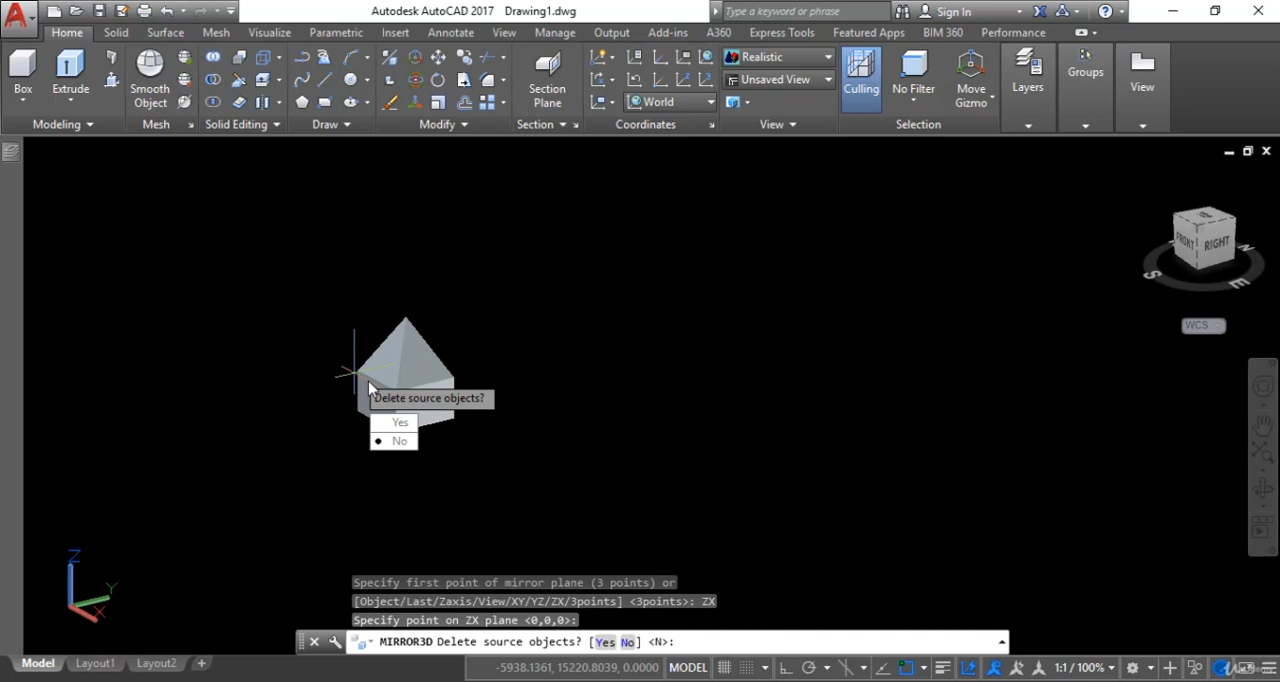 Autodesk AutoCAD 2017 Drawing1.dwg
Type a keyword or phrase
Sign In
Home Solid Surface Mesh Visualize Parametric Insert Annotate View Manage Output Add-ins A360 Express Tools Featured Apps BIM 360 Performance
Realistic
Unsaved View
World
Box
Extrude
Smooth
Object
Section
Plane
Culling
No Filter
Move
Gizmo
Layers
Groups
View
Modeling
Mesh
Solid Editing
Draw
Modify
Section
Coordinates
View
Selection
FRONT
RIGHT
S
E
N
WCS
Delete source objects?
Yes
No
Z
Y
X
Specify first point of mirror plane (3 points) or
[Object/Last/Zaxis/View/XY/YZ/ZX/3points] <3points>: ZX
Specify point on ZX plane <0,0,0>:
MIRROR3D Delete source objects? [Yes No] <N>:
Model Layout1 Layout2 +
-5938.1361, 15220.8039, 0.0000 MODEL
1:1 / 100%